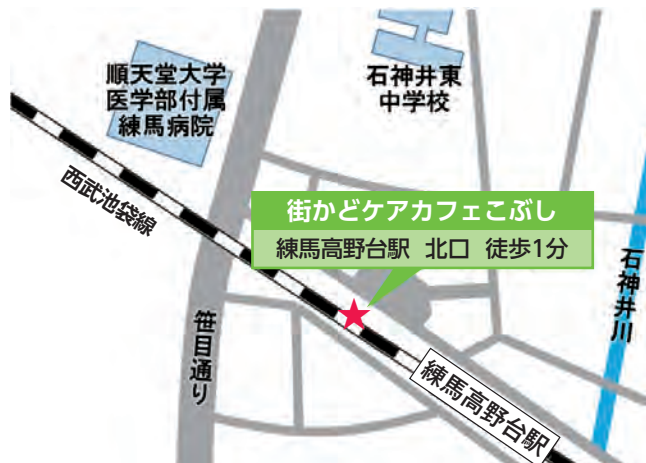 順天堂大学
医学部付属
練馬病院
石神井東
中学校
西武池袋線
街かどケアカフェこぶし
練馬高野台駅 北口 徒歩1分
石神井川
笹目通り
練馬高野台駅